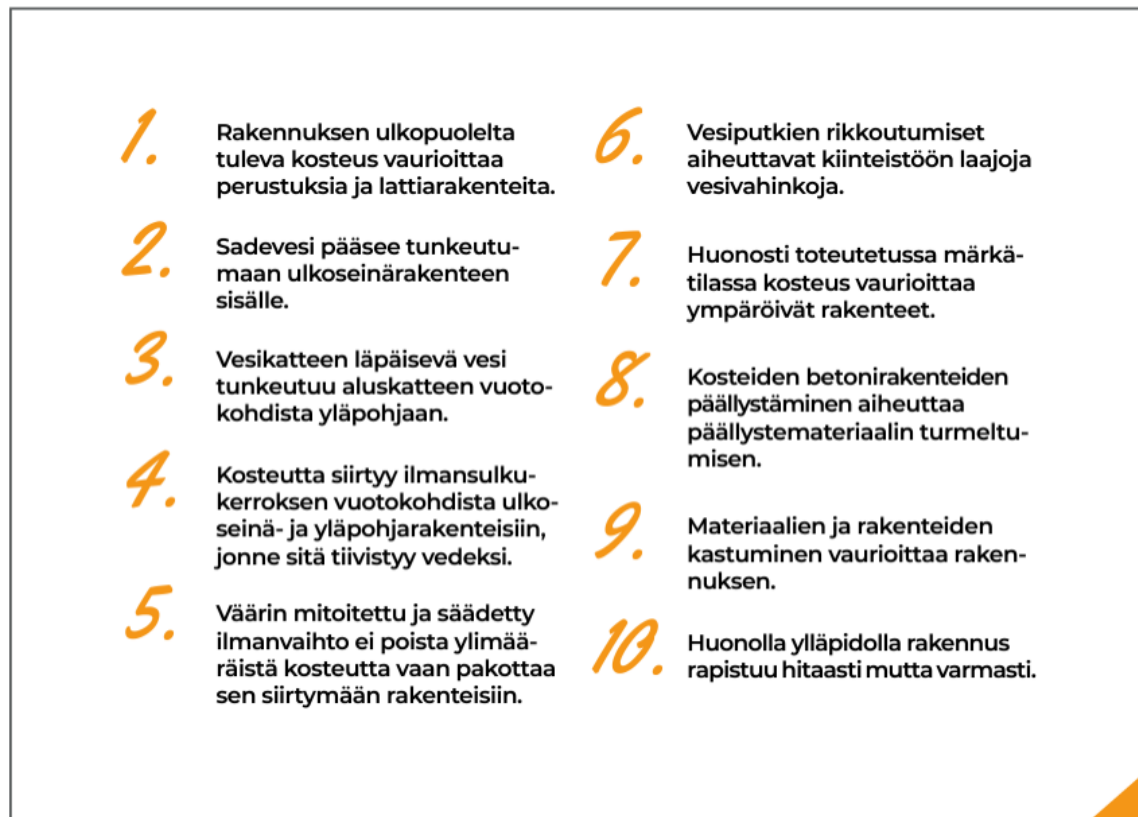 1.
Rakennuksen ulkopuolelta
tuleva kosteus vaurioittaa
perustuksia ja lattiarakenteita.
2.
Sadevesi pääsee tunkeutu-
maan ulkoseinärakenteen
sisälle.
3.
Vesikatteen läpäisevä vesi
tunkeutuu aluskatteen vuoto-
kohdista yläpohjaan.
4.
Kosteutta siirtyy ilmansulku-
kerroksen vuotokohdista ulko-
seinä- ja yläpohjarakenteisiin,
jonne sitä tiivistyy vedeksi.
5.
Väärin mitoitettu ja säädetty
ilmanvaihto ei poista ylimää-
räistä kosteutta vaan pakottaa
sen siirtymään rakenteisiin.
6.
Vesiputkien rikkoutumiset
aiheuttavat kiinteistöön laajoja
vesivahinkoja.
7.
Huonosti toteutetussa märkä-
tilassa kosteus vaurioittaa
ympäröivät rakenteet.
8.
Kosteiden betonirakenteiden
päällystäminen aiheuttaa
päällystemateriaalin turmeltu-
misen.
9.
Materiaalien ja rakenteiden
kastuminen vaurioittaa raken-
nuksen.
10.
Huonolla ylläpidolla rakennus
rapistuu hitaasti mutta varmasti.